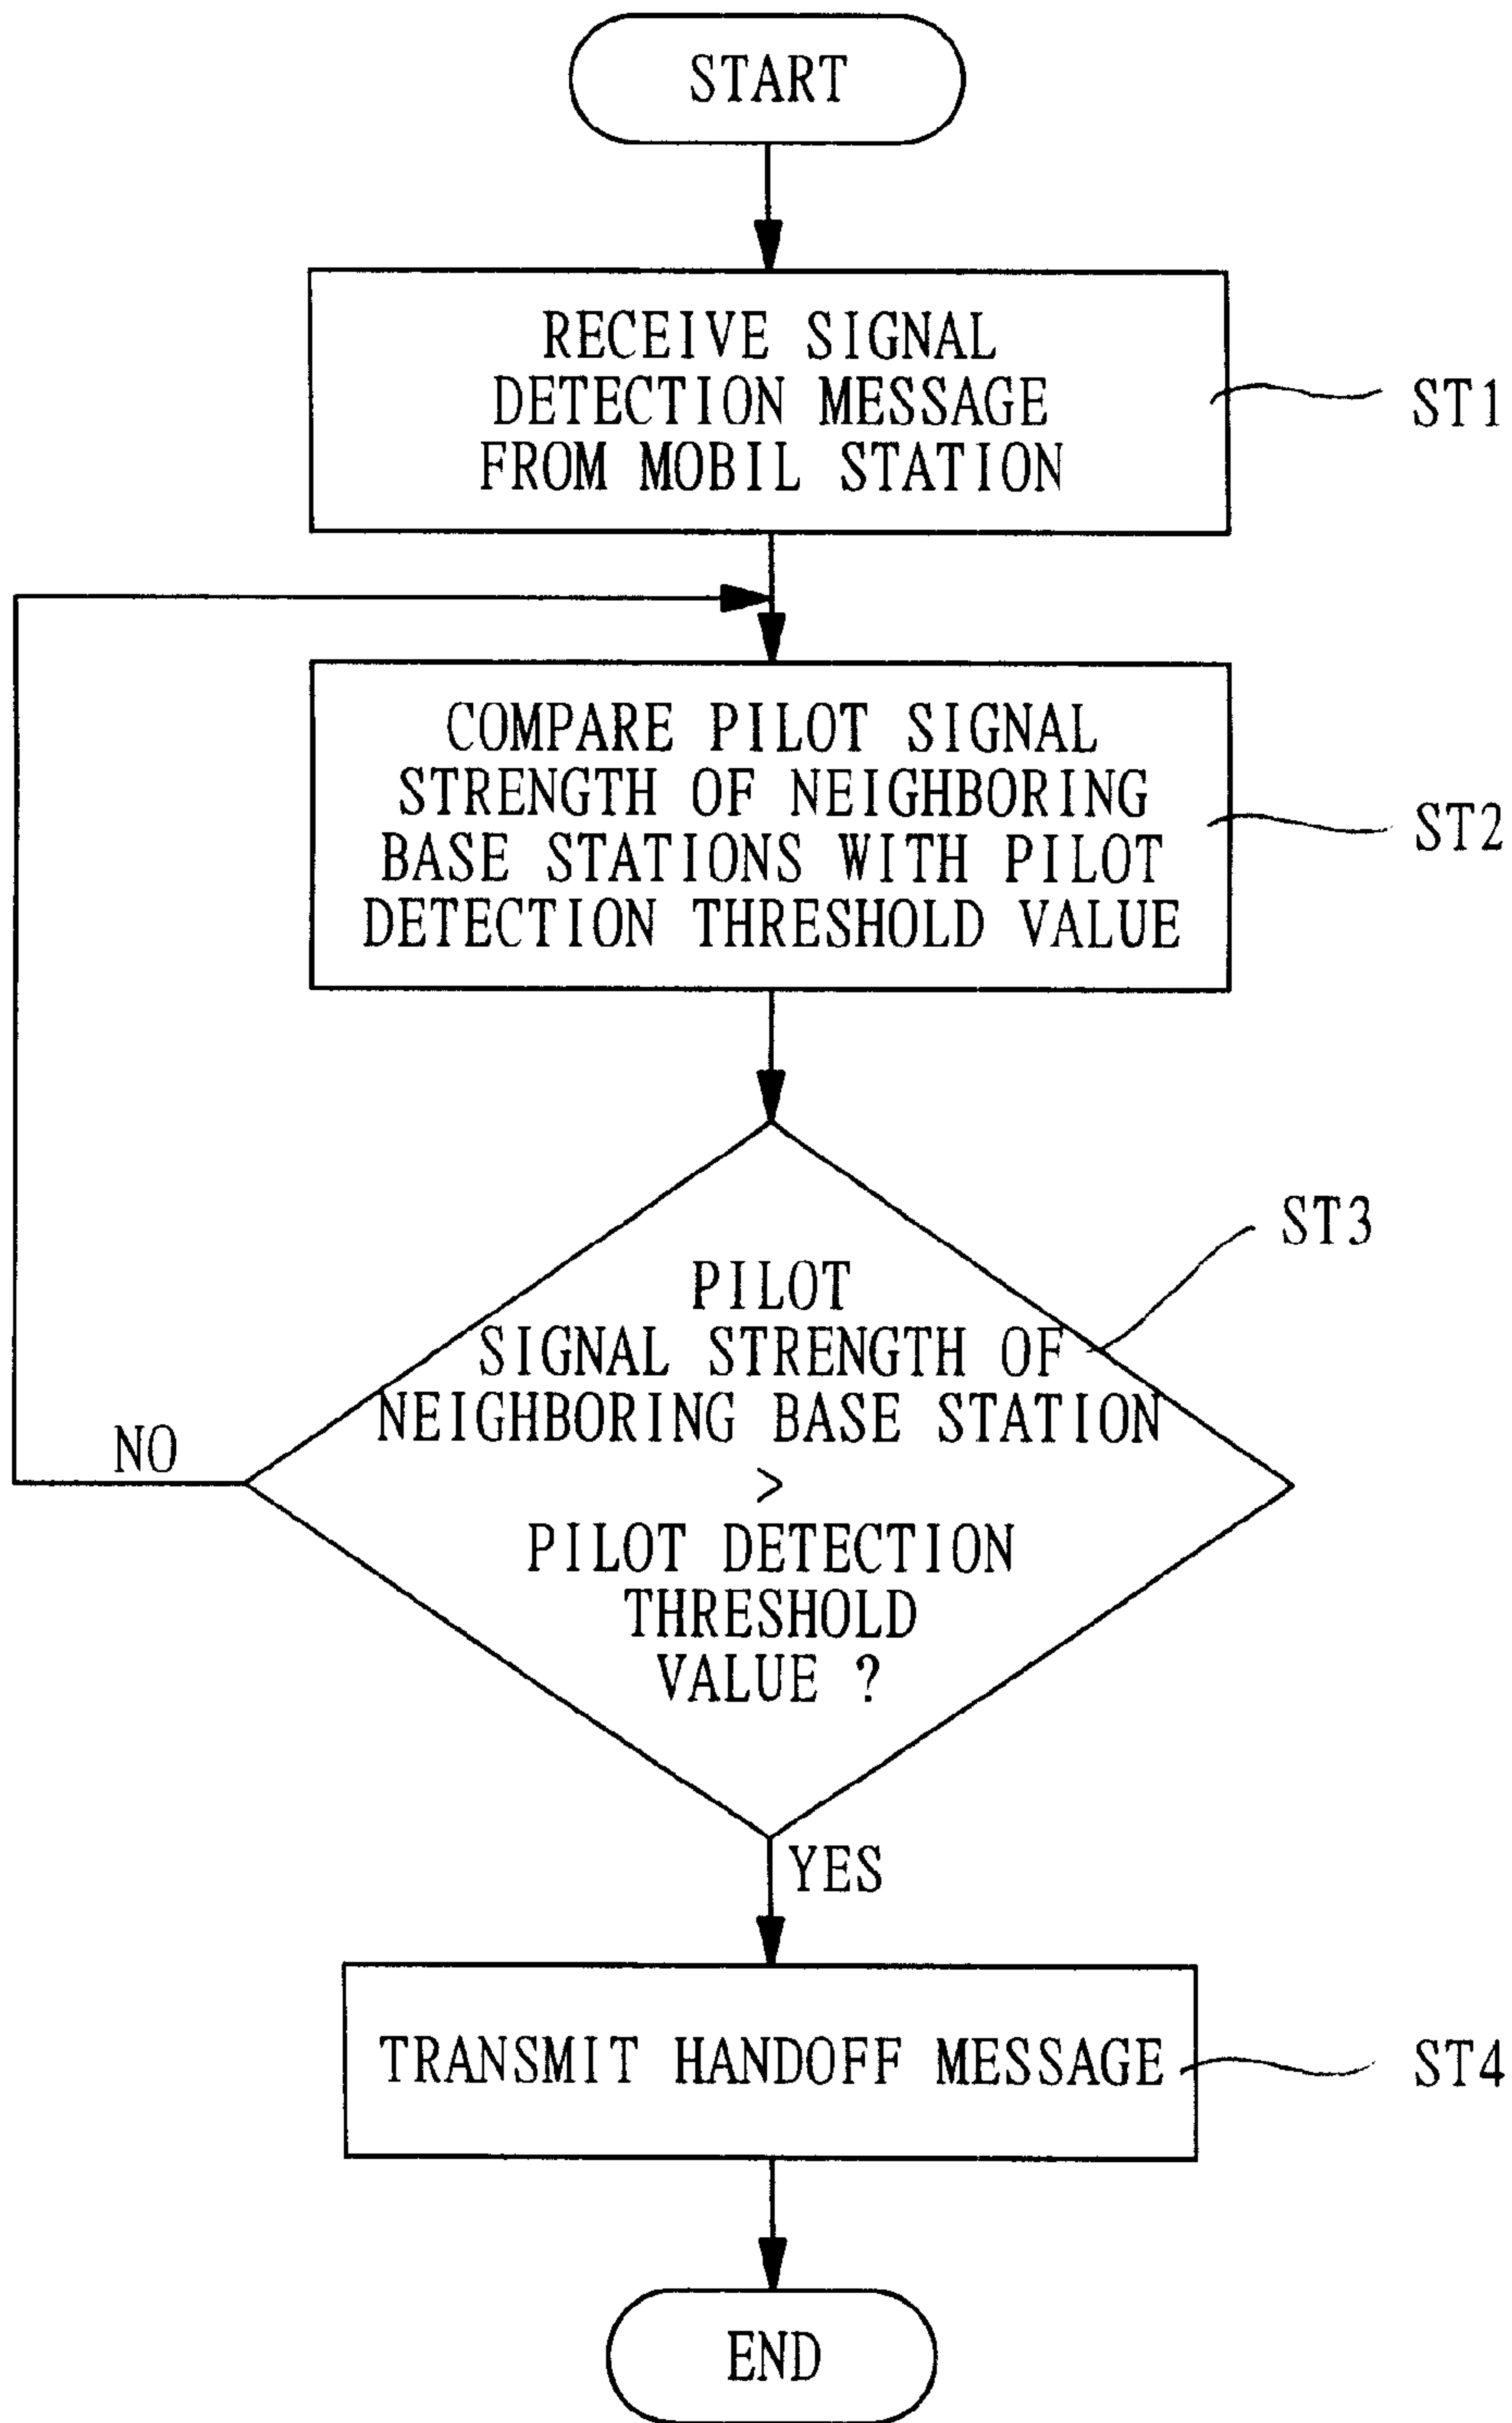 START
RECEIVE SIGNAL
DETECTION MESSAGE
FROM MOBIL STATION
ST1
COMPARE PILOT SIGNAL
STRENGTH OF NEIGHBORING
BASE STATIONS WITH PILOT
DETECTION THRESHOLD VALUE
ST2
ST3
PILOT
SIGNAL STRENGTH OF
NEIGHBORING BASE STATION
>
PILOT DETECTION
THRESHOLD
VALUE ?
NO
YES
TRANSMIT HANDOFF MESSAGE
ST4
END